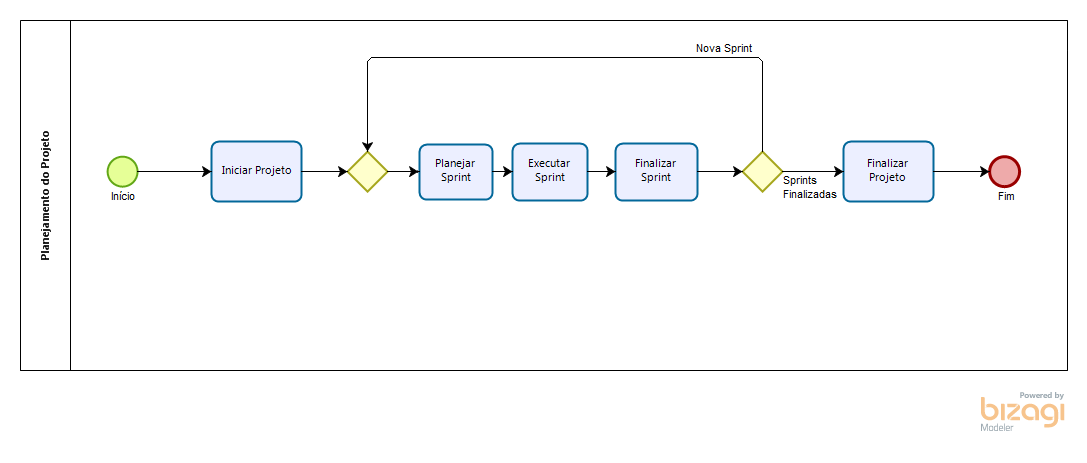 Planejamento do Projeto
Nova Sprint
Início
Iniciar Projeto
Planejar
Sprint
Executar
Sprint
Finalizar
Sprint
Sprints
Finalizadas
Finalizar
Projeto
Fim
Powered by
bizagi
Modeler